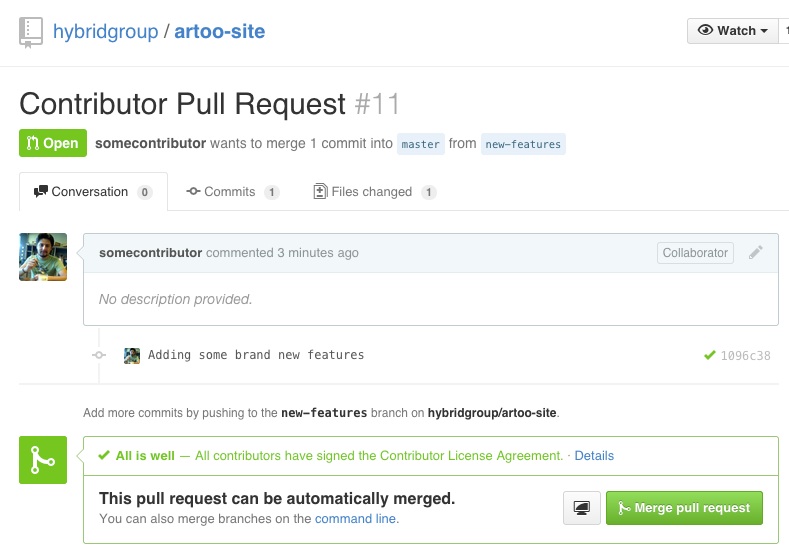 hybridgroup / artoo-site
Watch
1
Contributor Pull Request #11
Open somecontributor wants to merge 1 commit into master from new-features
Conversation 0 Commits 1 Files changed 1
somecontributor commented 3 minutes ago Collaborator
No description provided.
Adding some brand new features 1096c38
Add more commits by pushing to the new-features branch on hybridgroup/artoo-site.
All is well — All contributors have signed the Contributor License Agreement. · Details
This pull request can be automatically merged.
You can also merge branches on the command line.
Merge pull request